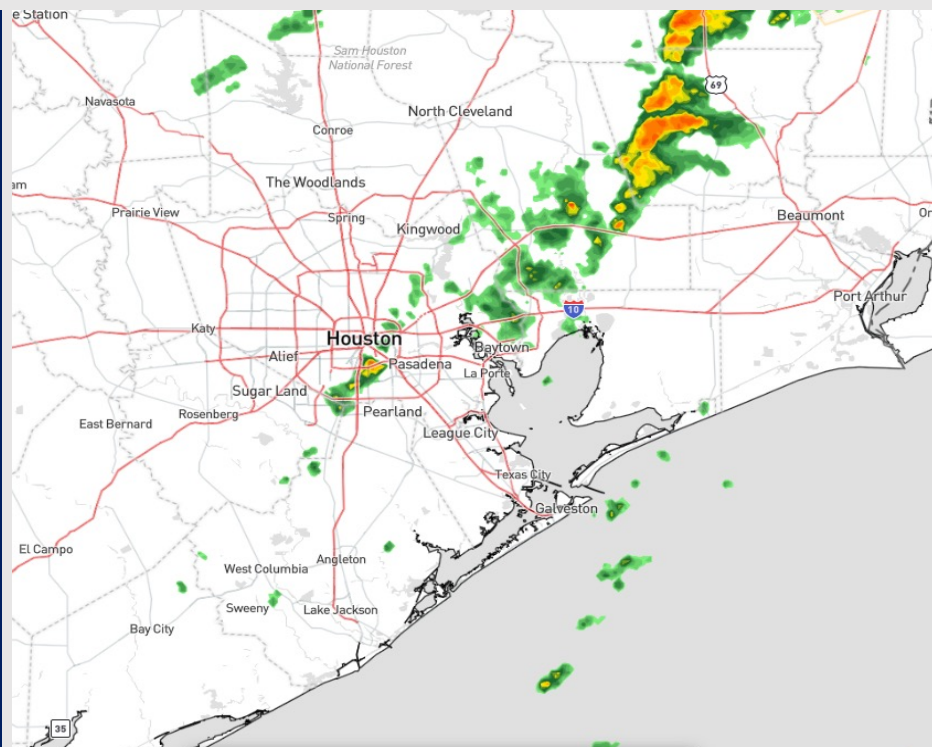 e Station
Sam Houston
National Forest
69
Navasota
North Cleveland
Conroe
am
The Woodlands
Prairie View
Spring
Kingwood
Beaumont
Or
Port Arthur
10
Katy
Houston
Baytown
Alief
Pasadena
La Porte
Sugar Land
Rosenberg
Pearland
East Bernard
League City
Texas City
Galveston
El Campo
Angleton
West Columbia
Sweeny
Lake Jackson
Bay City
35